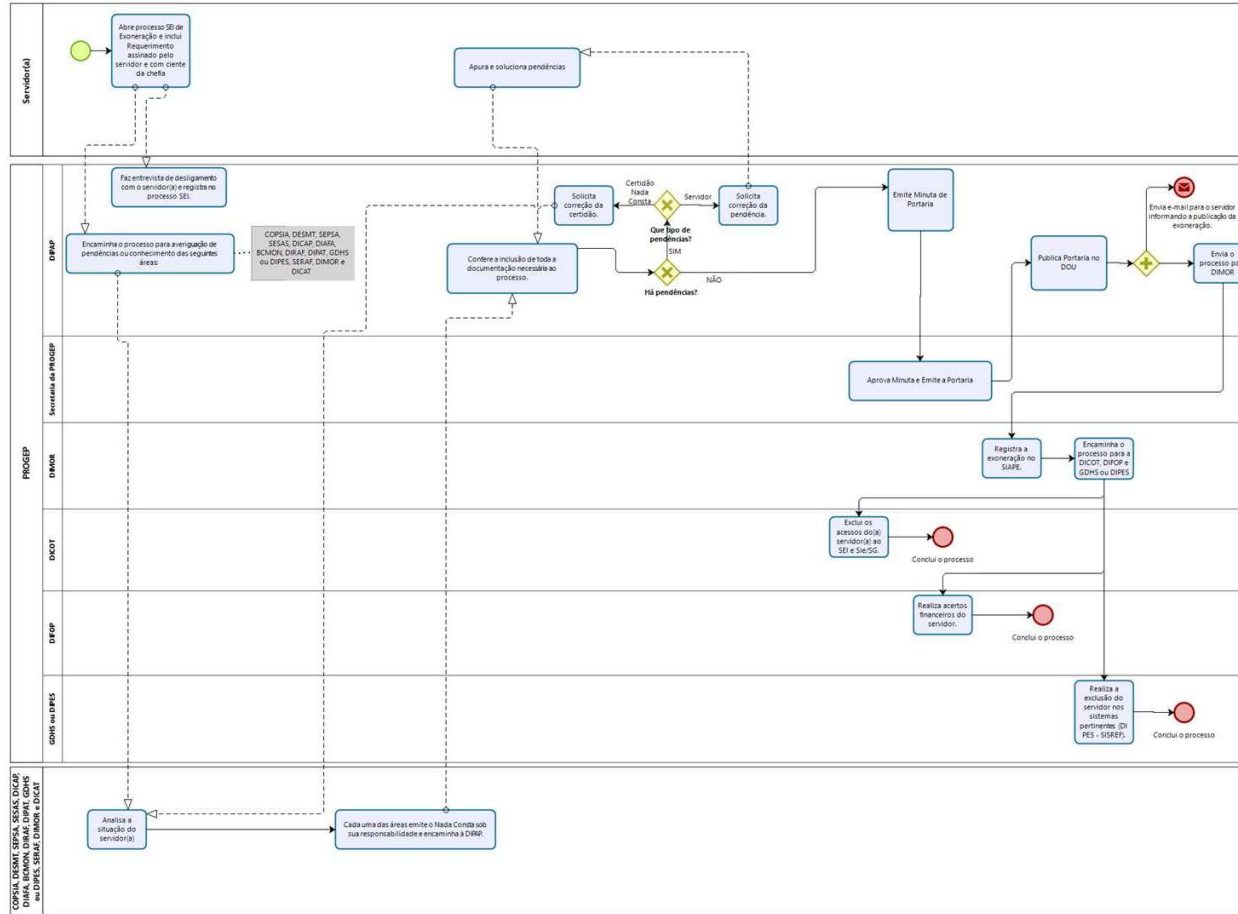 Servidor(a)
Abre processo SEI de
Exoneração e inclui
Requerimento
assinado pelo
servidor e com ciente
da chefia
Apura e soluciona pendências
PROGEP
DIPAP
Faz entrevista de desligamento
com o servidor(a) e registra no
processo SEI.
Encaminha o processo para averiguação de
pendências ou conhecimento das seguintes
áreas:
COPSIA, DESMT, SEPSA,
SESAS, DICAP, DIAFA,
BCMON, DIRAF, DIPAT, GDHS
ou DIPES, SERAF, DIMOR e
DICAT
Solicita
correção da
certidão.
Certidão
Nada
Consta
Servidor
Solicita
correção da
pendência.
Que tipo de
pendências?
SIM
Confere a inclusão de toda a
documentação necessária ao
processo.
NÃO
Há pendências?
Emite Minuta de
Portaria
Publica Portaria no
DOU
Envia e-mail para o servidor
informando a publicação da
exoneração.
Envia o
processo pa
DIMOR
Secretaria da PROGEP
Aprova Minuta e Emite a Portaria
DIMOR
Registra a
exoneração no
SIAPE.
Encaminha o
processo para a
DICOT, DIFOP e
GDHS ou DIPES
DICOT
Exclui os
acessos do(a)
servidor(a) ao
SEI e Sie/SG.
Conclui o processo
DIFOP
Realiza acertos
financeiros do
servidor.
Conclui o processo
GDHS ou DIPES
Realiza a
exclusão do
servidor nos
sistemas
pertinentes (DI
PES - SISREF).
Conclui o processo
COPSIA, DESMT, SEPSA, SESAS, DICAP,
DIAFA, BCMON, DIRAF, DIPAT, GDHS
ou DIPES, SERAF, DIMOR e DICAT
Analisa a
situação do
servidor(a)
Cada uma das áreas emite o Nada Consta sob
sua responsabilidade e encaminha à DIPAP.